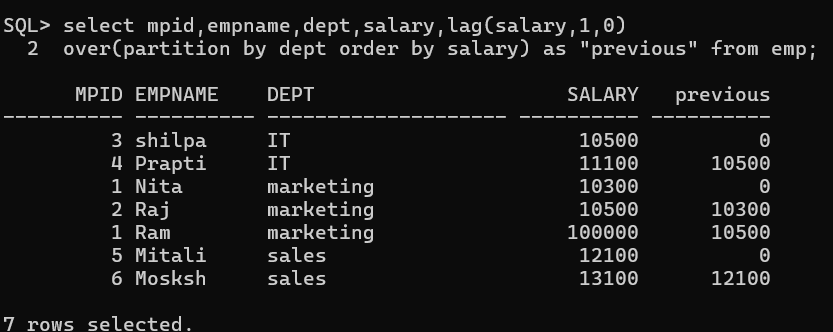 SQL> select mpid,empname,dept,salary,lag(salary,1,0)
  2  over(partition by dept order by salary) as "previous" from emp;

      MPID EMPNAME    DEPT                     SALARY   previous
---------- ---------- -------------------- ---------- ----------
         3 shilpa     IT                        10500          0
         4 Prapti     IT                        11100      10500
         1 Nita       marketing                 10300          0
         2 Raj        marketing                 10500      10300
         1 Ram        marketing                100000      10500
         5 Mitali     sales                     12100          0
         6 Mosksh     sales                     13100      12100

7 rows selected.